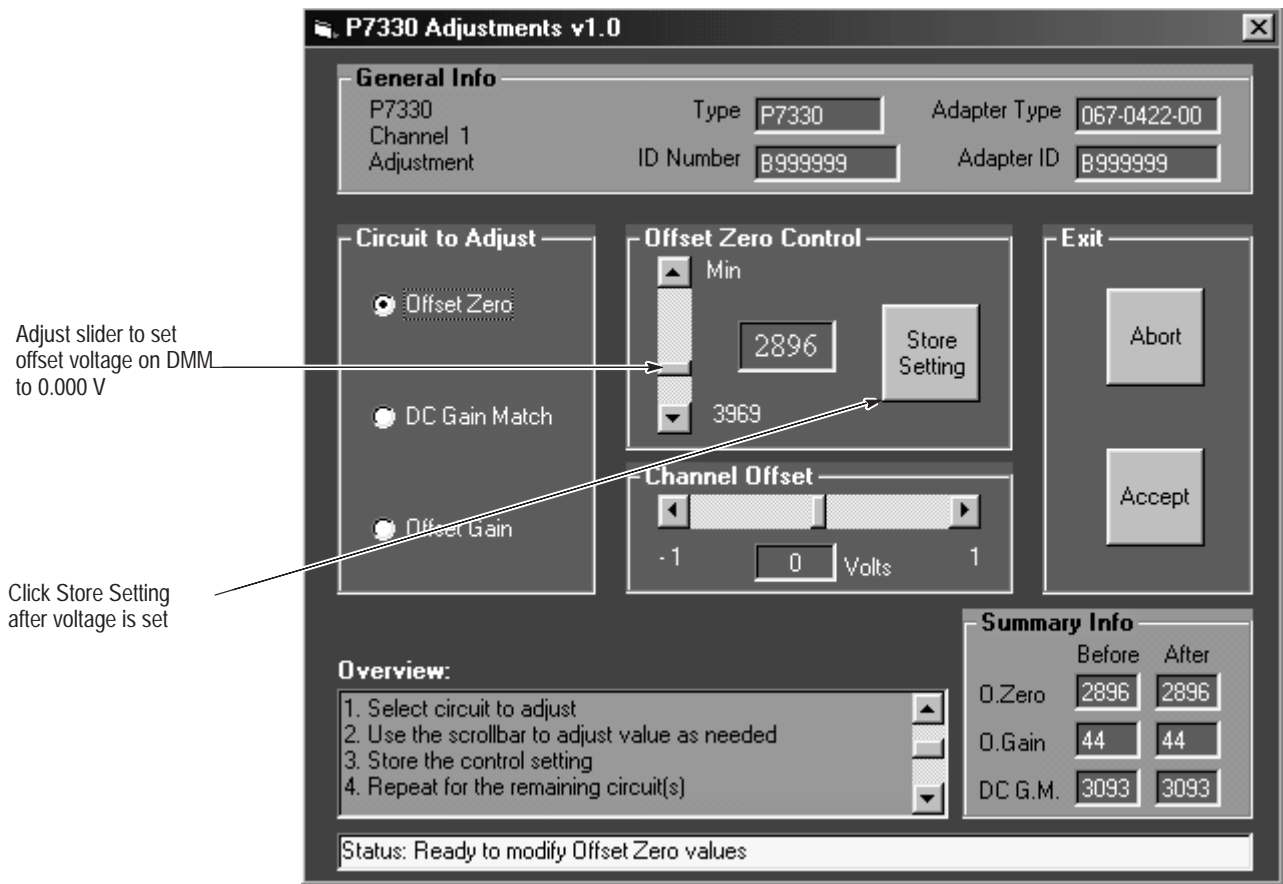 P7330 Adjustments v1.0
General Info
P7330
Channel 1
Adjustment
Type P7330
Adapter Type 067-0422-00
ID Number B999999
Adapter ID B999999
Circuit to Adjust
Offset Zero
DC Gain Match
Offset Gain
Offset Zero Control
Min
2896
Store
Setting
3969
Channel Offset
-1
0 Volts
1
Exit
Abort
Accept
Adjust slider to set
offset voltage on DMM
to 0.000 V
Click Store Setting
after voltage is set
Overview:
1. Select circuit to adjust
2. Use the scrollbar to adjust value as needed
3. Store the control setting
4. Repeat for the remaining circuit(s)
Summary Info
Before After
O.Zero 2896 2896
O.Gain 44 44
DC G.M. 3093 3093
Status: Ready to modify Offset Zero values